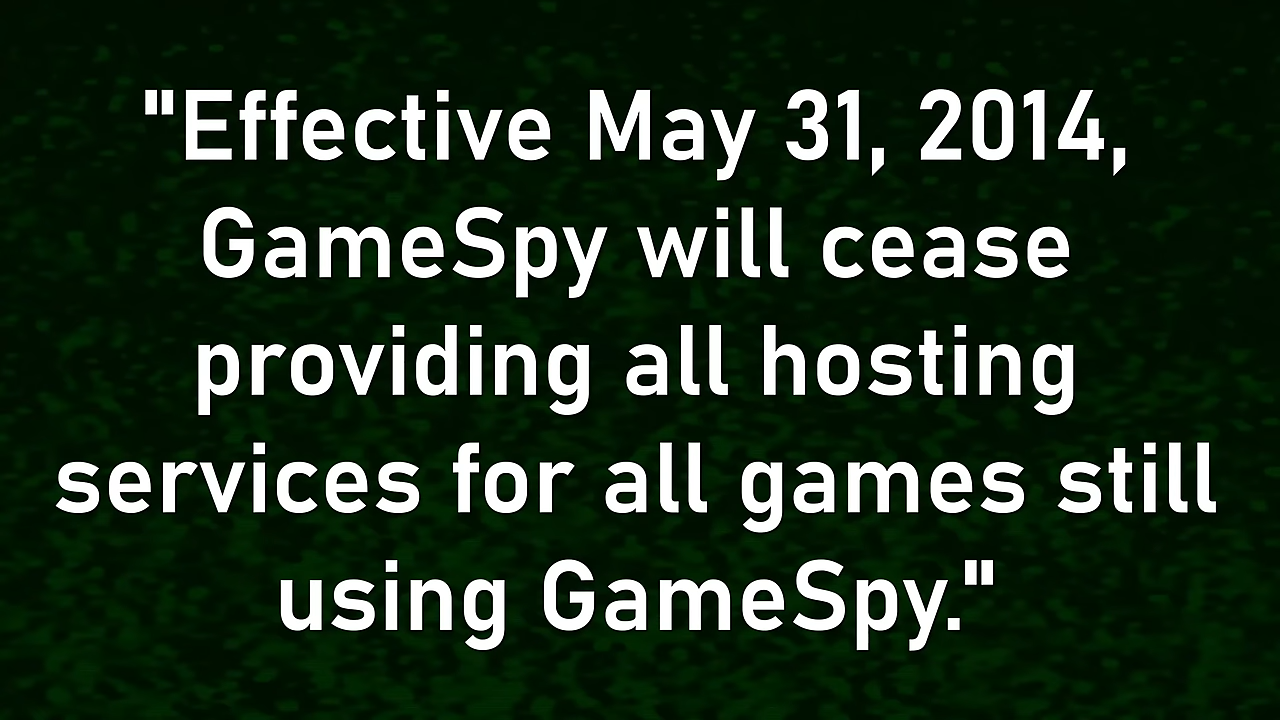 "Effective May 31, 2014,
GameSpy will cease
providing all hosting
services for all games still
using GameSpy."